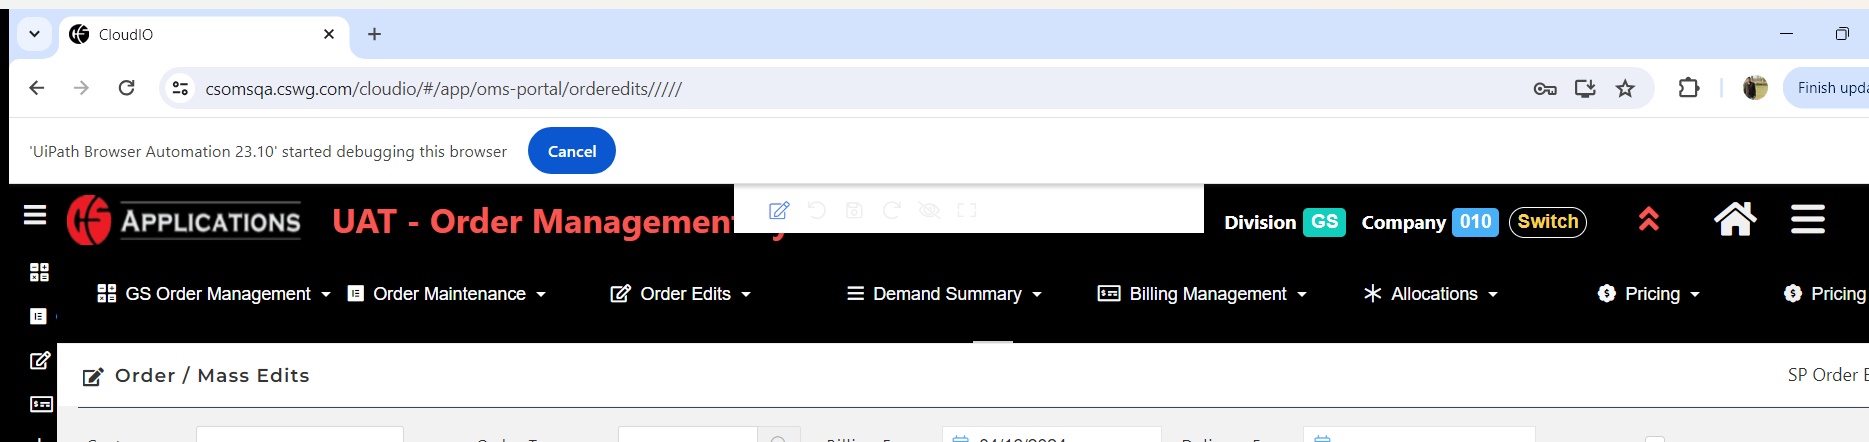 CloudIO
csomsqa.cswg.com/cloudio/#/app/oms-portal/orderedits/////
Finish upda
'UiPath Browser Automation 23.10' started debugging this browser Cancel
APPLICATIONS UAT - Order Managemen Division GS Company 010 Switch
GS Order Management Order Maintenance Order Edits Demand Summary Billing Management Allocations Pricing Pricing
Order / Mass Edits SP Order E